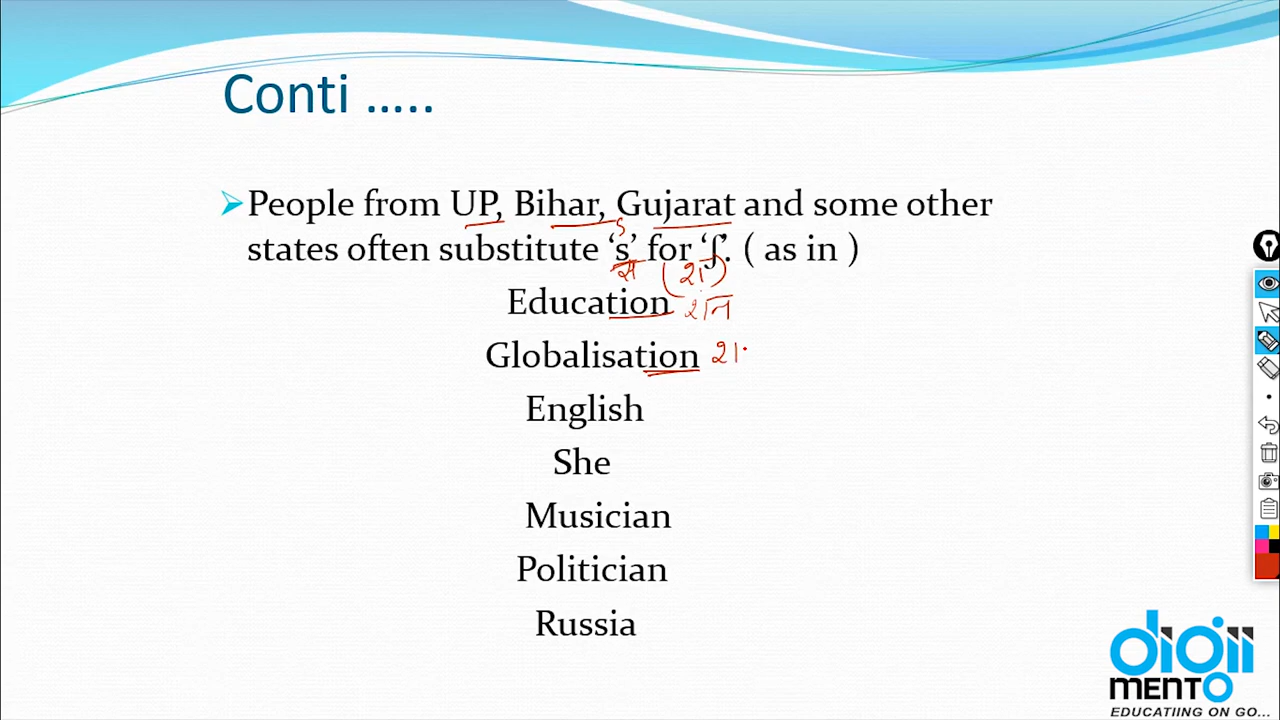 Conti …..
People from UP, Bihar, Gujarat and some other
states often substitute ‘s’ for ‘ʃ’. ( as in )
s
स (श)
Education शन
Globalisation श
English
She
Musician
Politician
Russia
digii
MENTO
EDUCATIING ON GO...